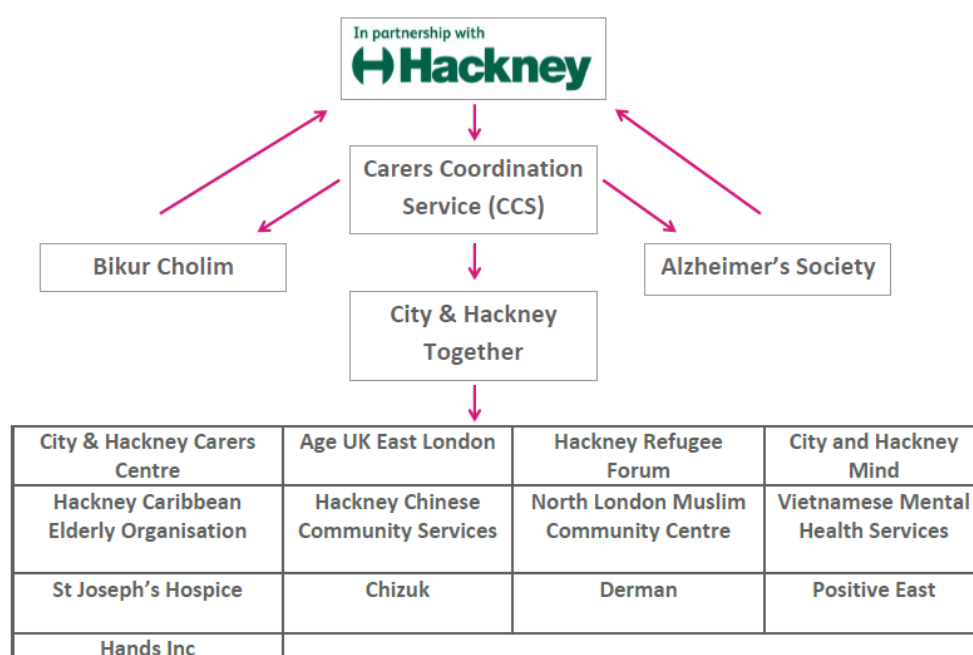 In partnership with
Hackney
Carers Coordination
Service (CCS)
Bikur Cholim
Alzheimer’s Society
City & Hackney
Together
City & Hackney Carers
Centre
Age UK East London
Hackney Refugee
Forum
City and Hackney
Mind
Hackney Caribbean
Elderly Organisation
Hackney Chinese
Community Services
North London Muslim
Community Centre
Vietnamese Mental
Health Services
St Joseph’s Hospice
Chizuk
Derman
Positive East
Hands Inc